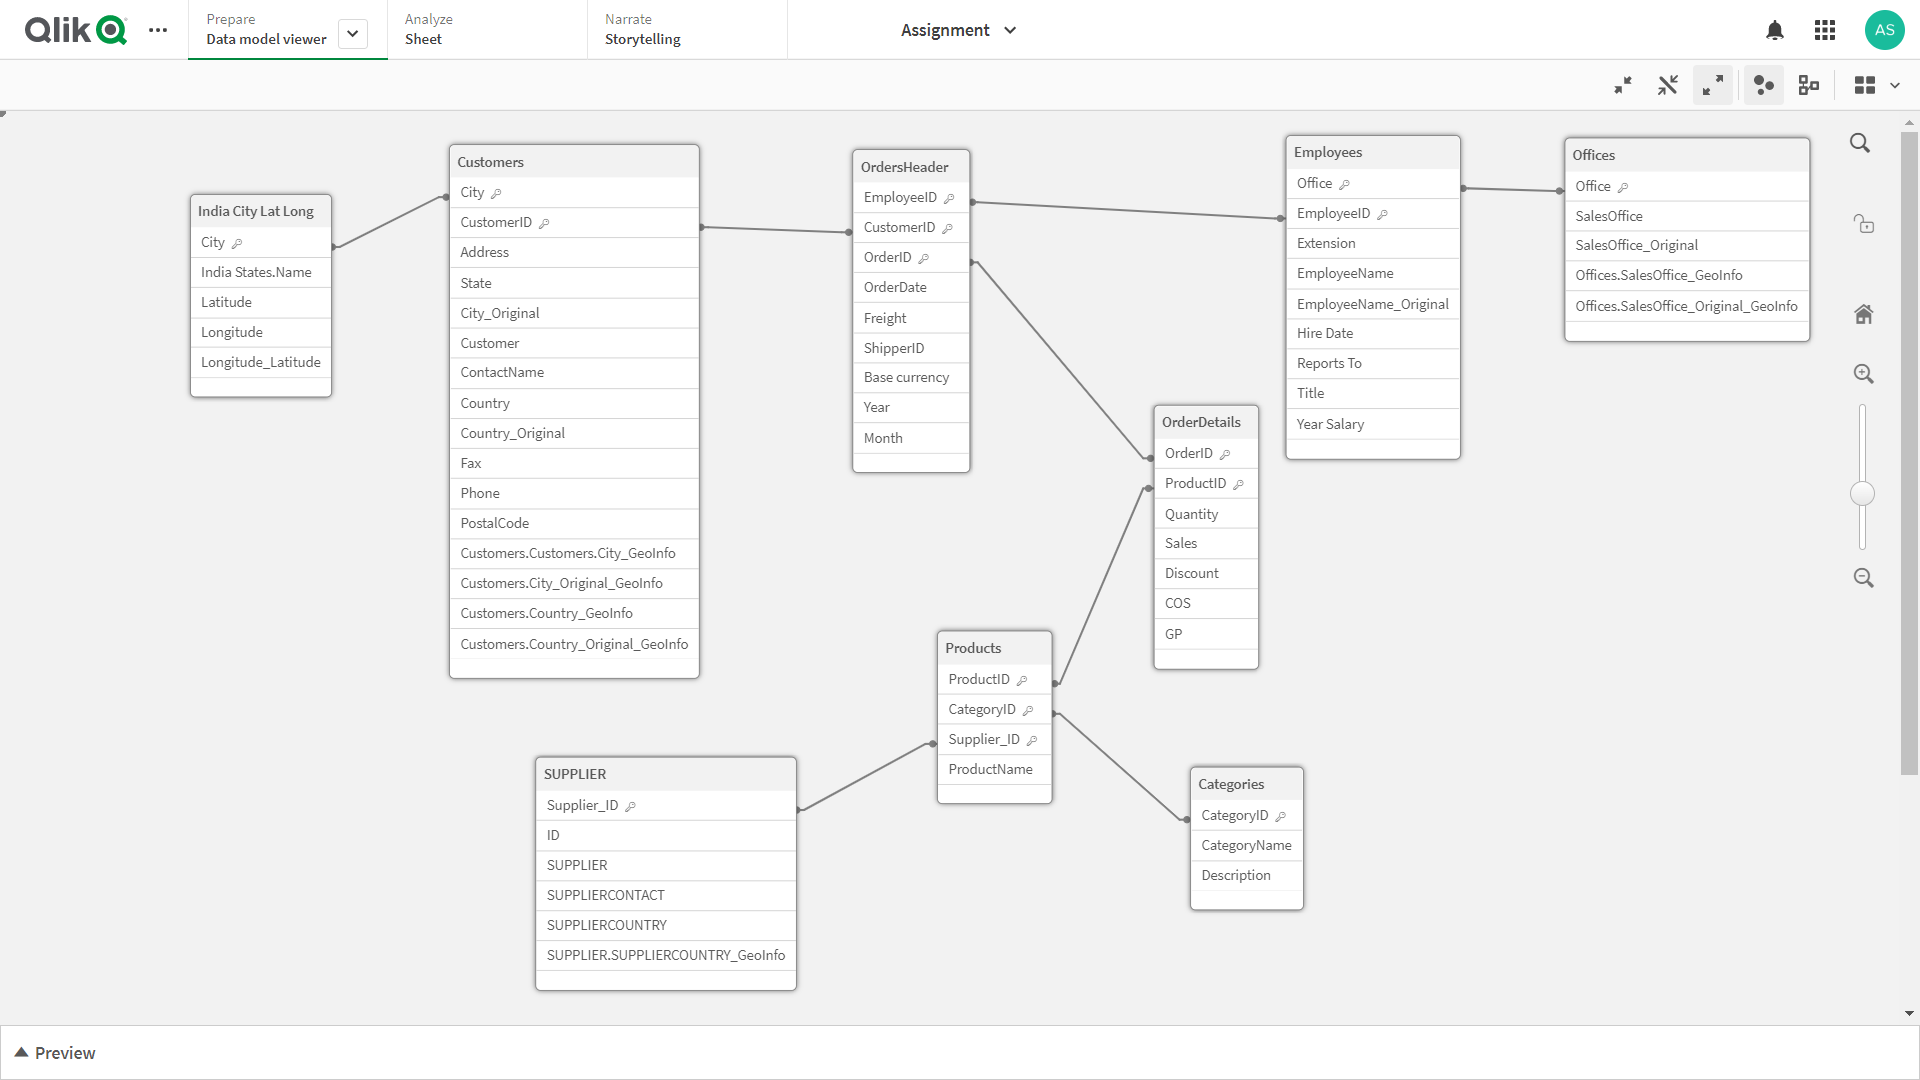 Qlik
Prepare
Data model viewer
Analyze
Sheet
Narrate
Storytelling
Assignment
AS
India City Lat Long
City
India States.Name
Latitude
Longitude
Longitude_Latitude
Customers
City
CustomerID
Address
State
City_Original
Customer
ContactName
Country
Country_Original
Fax
Phone
PostalCode
Customers.Customers.City_GeoInfo
Customers.City_Original_GeoInfo
Customers.Country_GeoInfo
Customers.Country_Original_GeoInfo
OrdersHeader
EmployeeID
CustomerID
OrderID
OrderDate
Freight
ShipperID
Base currency
Year
Month
Employees
Office
EmployeeID
Extension
EmployeeName
EmployeeName_Original
Hire Date
Reports To
Title
Year Salary
Offices
Office
SalesOffice
SalesOffice_Original
Offices.SalesOffice_GeoInfo
Offices.SalesOffice_Original_GeoInfo
OrderDetails
OrderID
ProductID
Quantity
Sales
Discount
COS
GP
Products
ProductID
CategoryID
Supplier_ID
ProductName
SUPPLIER
Supplier_ID
ID
SUPPLIER
SUPPLIERCONTACT
SUPPLIERCOUNTRY
SUPPLIER.SUPPLIERCOUNTRY_GeoInfo
Categories
CategoryID
CategoryName
Description
Preview